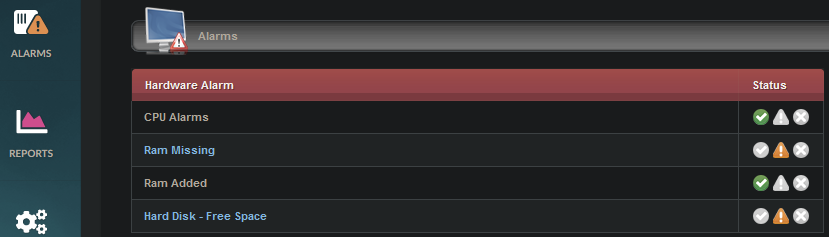 ALARMS
REPORTS
Alarms
Hardware Alarm Status
CPU Alarms
Ram Missing
Ram Added
Hard Disk - Free Space